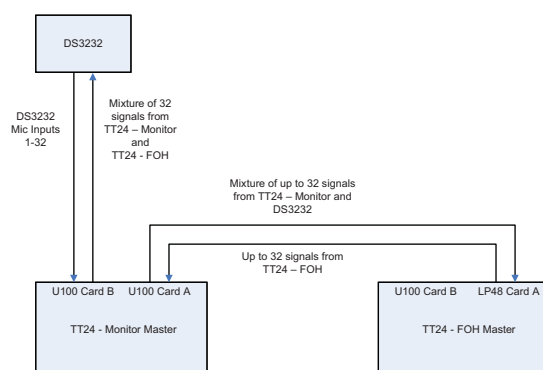 DS3232
DS3232
Mic Inputs
1-32
Mixture of 32
signals from
TT24 – Monitor
and
TT24 - FOH
Mixture of up to 32 signals
from TT24 – Monitor and
DS3232
Up to 32 signals from
TT24 – FOH
U100 Card B
U100 Card A
TT24 - Monitor Master
U100 Card B
LP48 Card A
TT24 - FOH Master